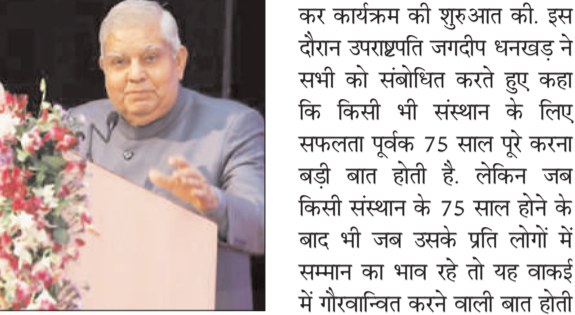 कर कार्यक्रम की शुरुआत की. इस
दौरान उपराष्ट्रपति जगदीप धनखड़ ने
सभी को संबोधित करते हुए कहा
कि किसी भी संस्थान के लिए
सफलता पूर्वक 75 साल पूरे करना
बड़ी बात होती है. लेकिन जब
किसी संस्थान के 75 साल होने के
बाद भी जब उसके प्रति लोगों में
सम्मान का भाव रहे तो यह वाकई
में गौरवान्वित करने वाली बात होती